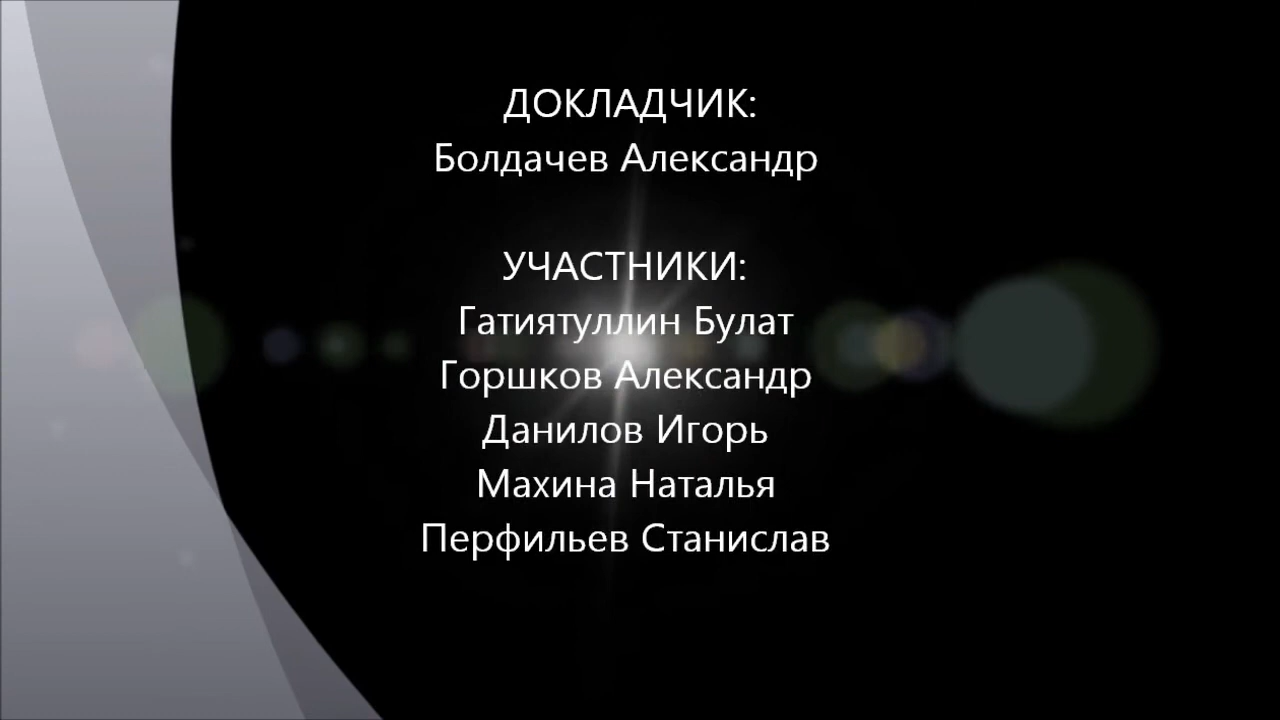 ДОКЛАДЧИК:
Болдачев Александр
УЧАСТНИКИ:
Гатиятуллин Булат
Горшков Александр
Данилов Игорь
Махина Наталья
Перфильев Станислав